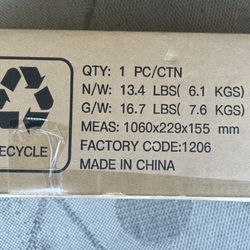 QTY: 1 PC/CTN
N/W: 13.4 LBS( 6.1 KGS)
G/W: 16.7 LBS( 7.6 KGS)
MEAS: 1060x229x155 mm
FACTORY CODE:1206
MADE IN CHINA
ECYCLE